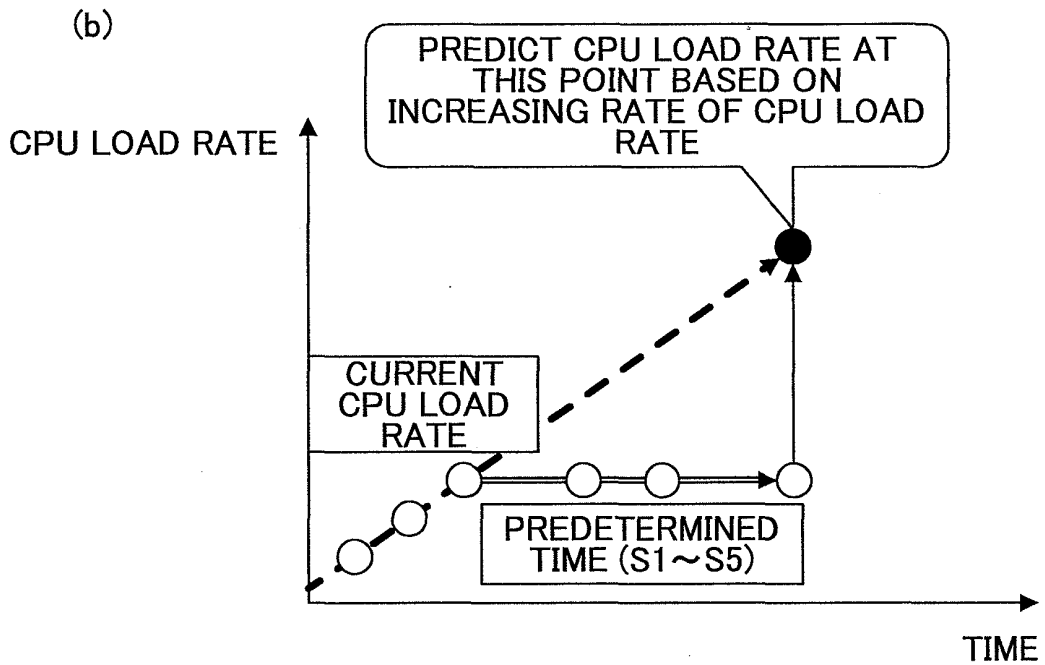 (b)
PREDICT CPU LOAD RATE AT
THIS POINT BASED ON
INCREASING RATE OF CPU LOAD
RATE
CPU LOAD RATE
CURRENT
CPU LOAD
RATE
PREDETERMINED
TIME (S1～S5)
TIME